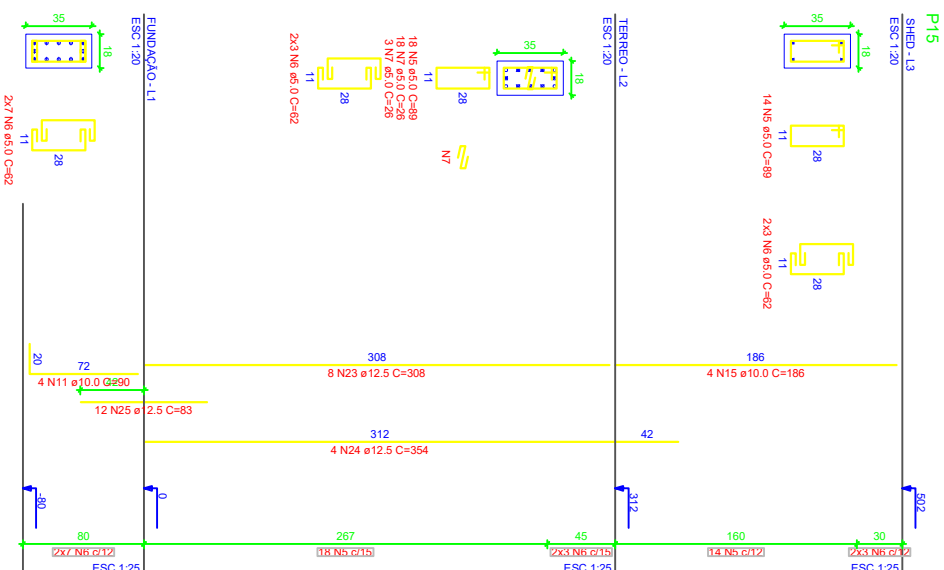 P15
SHED - L3
ESC 1:20
35
18
14 N5 ø5.0 C=89
28
11
2x3 N6 ø5.0 C=62
28
11
186
4 N15 ø10.0 C=186
502
160
30
14 N5 c/12
2x3 N6 c/12
TERREO - L2
ESC 1:20
35
18
18 N5 ø5.0 C=89
18 N7 ø5.0 C=26
3 N7 ø5.0 C=26
28
11
N7
2x3 N6 ø5.0 C=62
28
11
308
8 N23 ø12.5 C=308
312
42
4 N24 ø12.5 C=354
312
267
45
18 N5 c/15
2x3 N6 c/15
ESC 1:25
FUNDAÇÃO - L1
ESC 1:20
35
18
2x7 N6 ø5.0 C=62
28
11
20
72
4 N11 ø10.0 C=90
12 N25 ø12.5 C=83
0
-80
80
2x7 N6 c/12
ESC 1:25